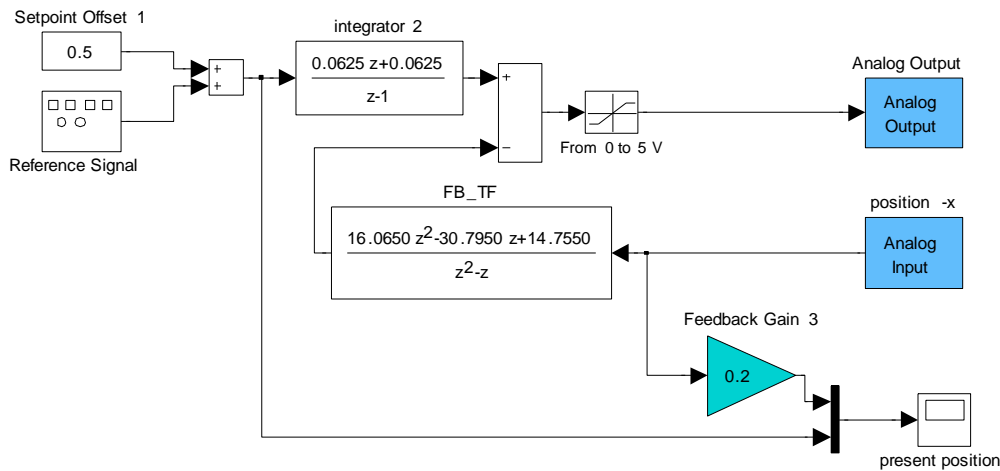 Setpoint Offset 1
0.5
Reference Signal
+
+
integrator 2
0.0625 z+0.0625
z-1
+
−
From 0 to 5 V
Analog Output
Analog
Output
FB_TF
16.0650 z²-30.7950 z+14.7550
z²-z
position -x
Analog
Input
Feedback Gain 3
0.2
present position